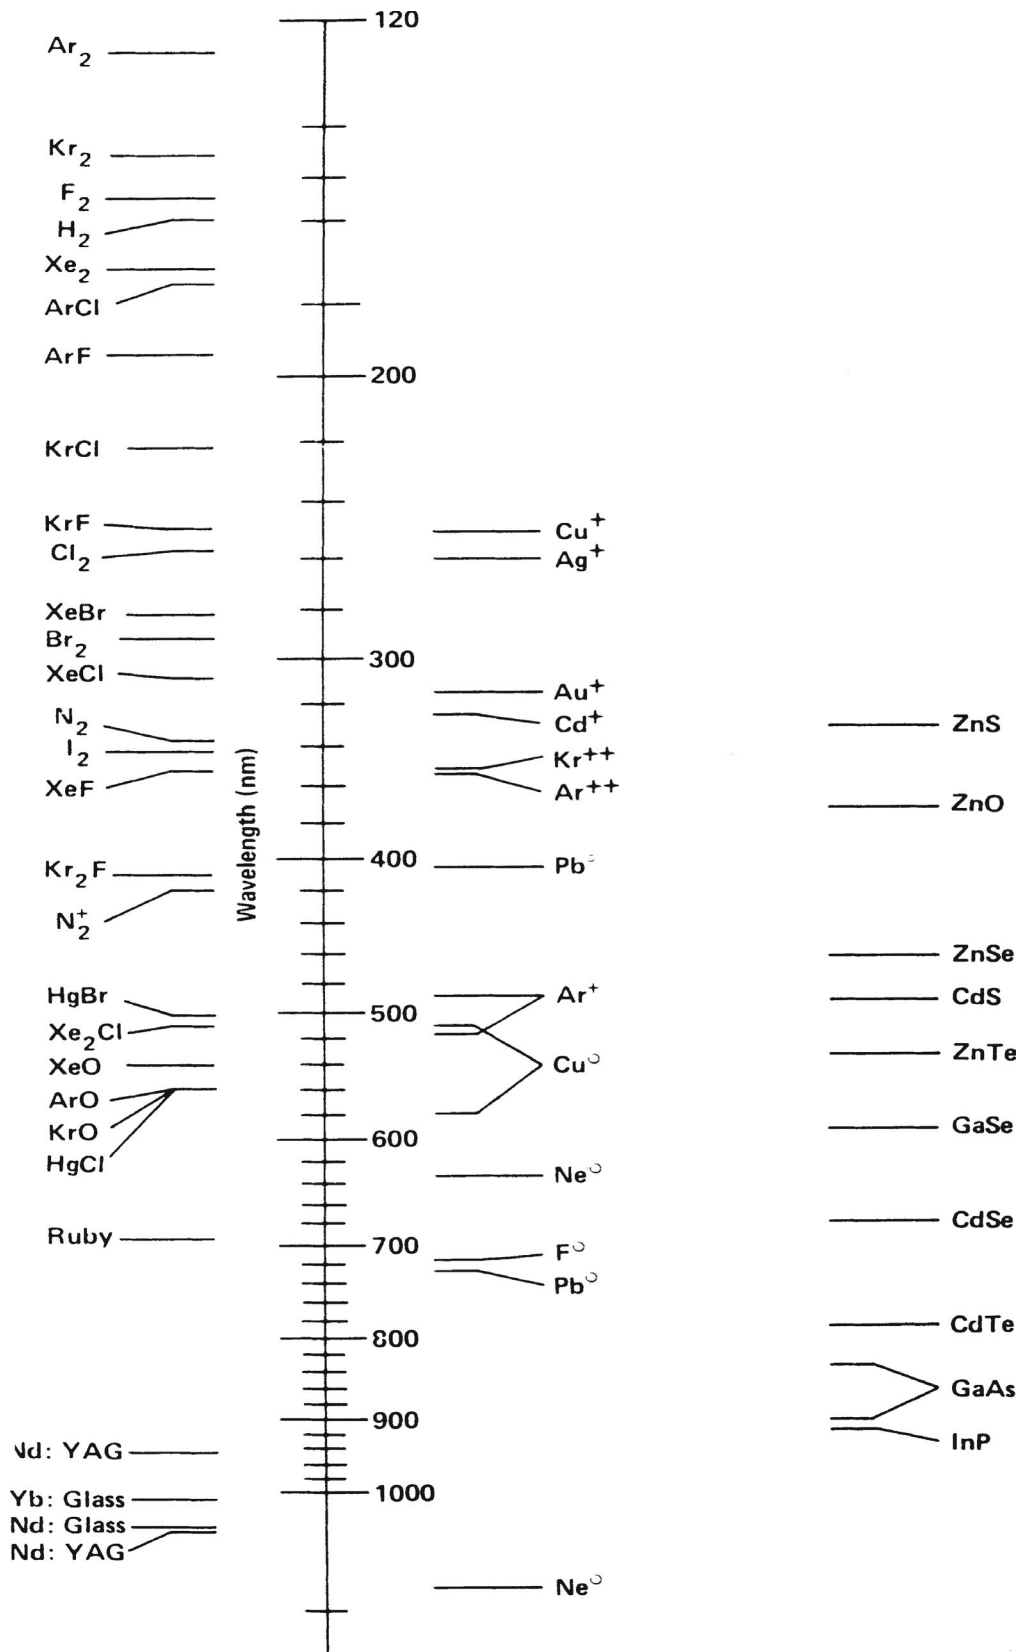 Ar₂
Kr₂
F₂
H₂
Xe₂
ArCl
ArF
KrCl
KrF
Cl₂
XeBr
Br₂
XeCl
N₂
I₂
XeF
Kr₂F
N₂⁺
HgBr
Xe₂Cl
XeO
ArO
KrO
HgCl
Ruby
Nd: YAG
Yb: Glass
Nd: Glass
Nd: YAG
Wavelength (nm)
120
200
300
400
500
600
700
800
900
1000
Cu⁺
Ag⁺
Au⁺
Cd⁺
Kr⁺⁺
Ar⁺⁺
Pb°
Ar⁺
Cu°
Ne°
F°
Pb°
Ne°
ZnS
ZnO
ZnSe
CdS
ZnTe
GaSe
CdSe
CdTe
GaAs
InP